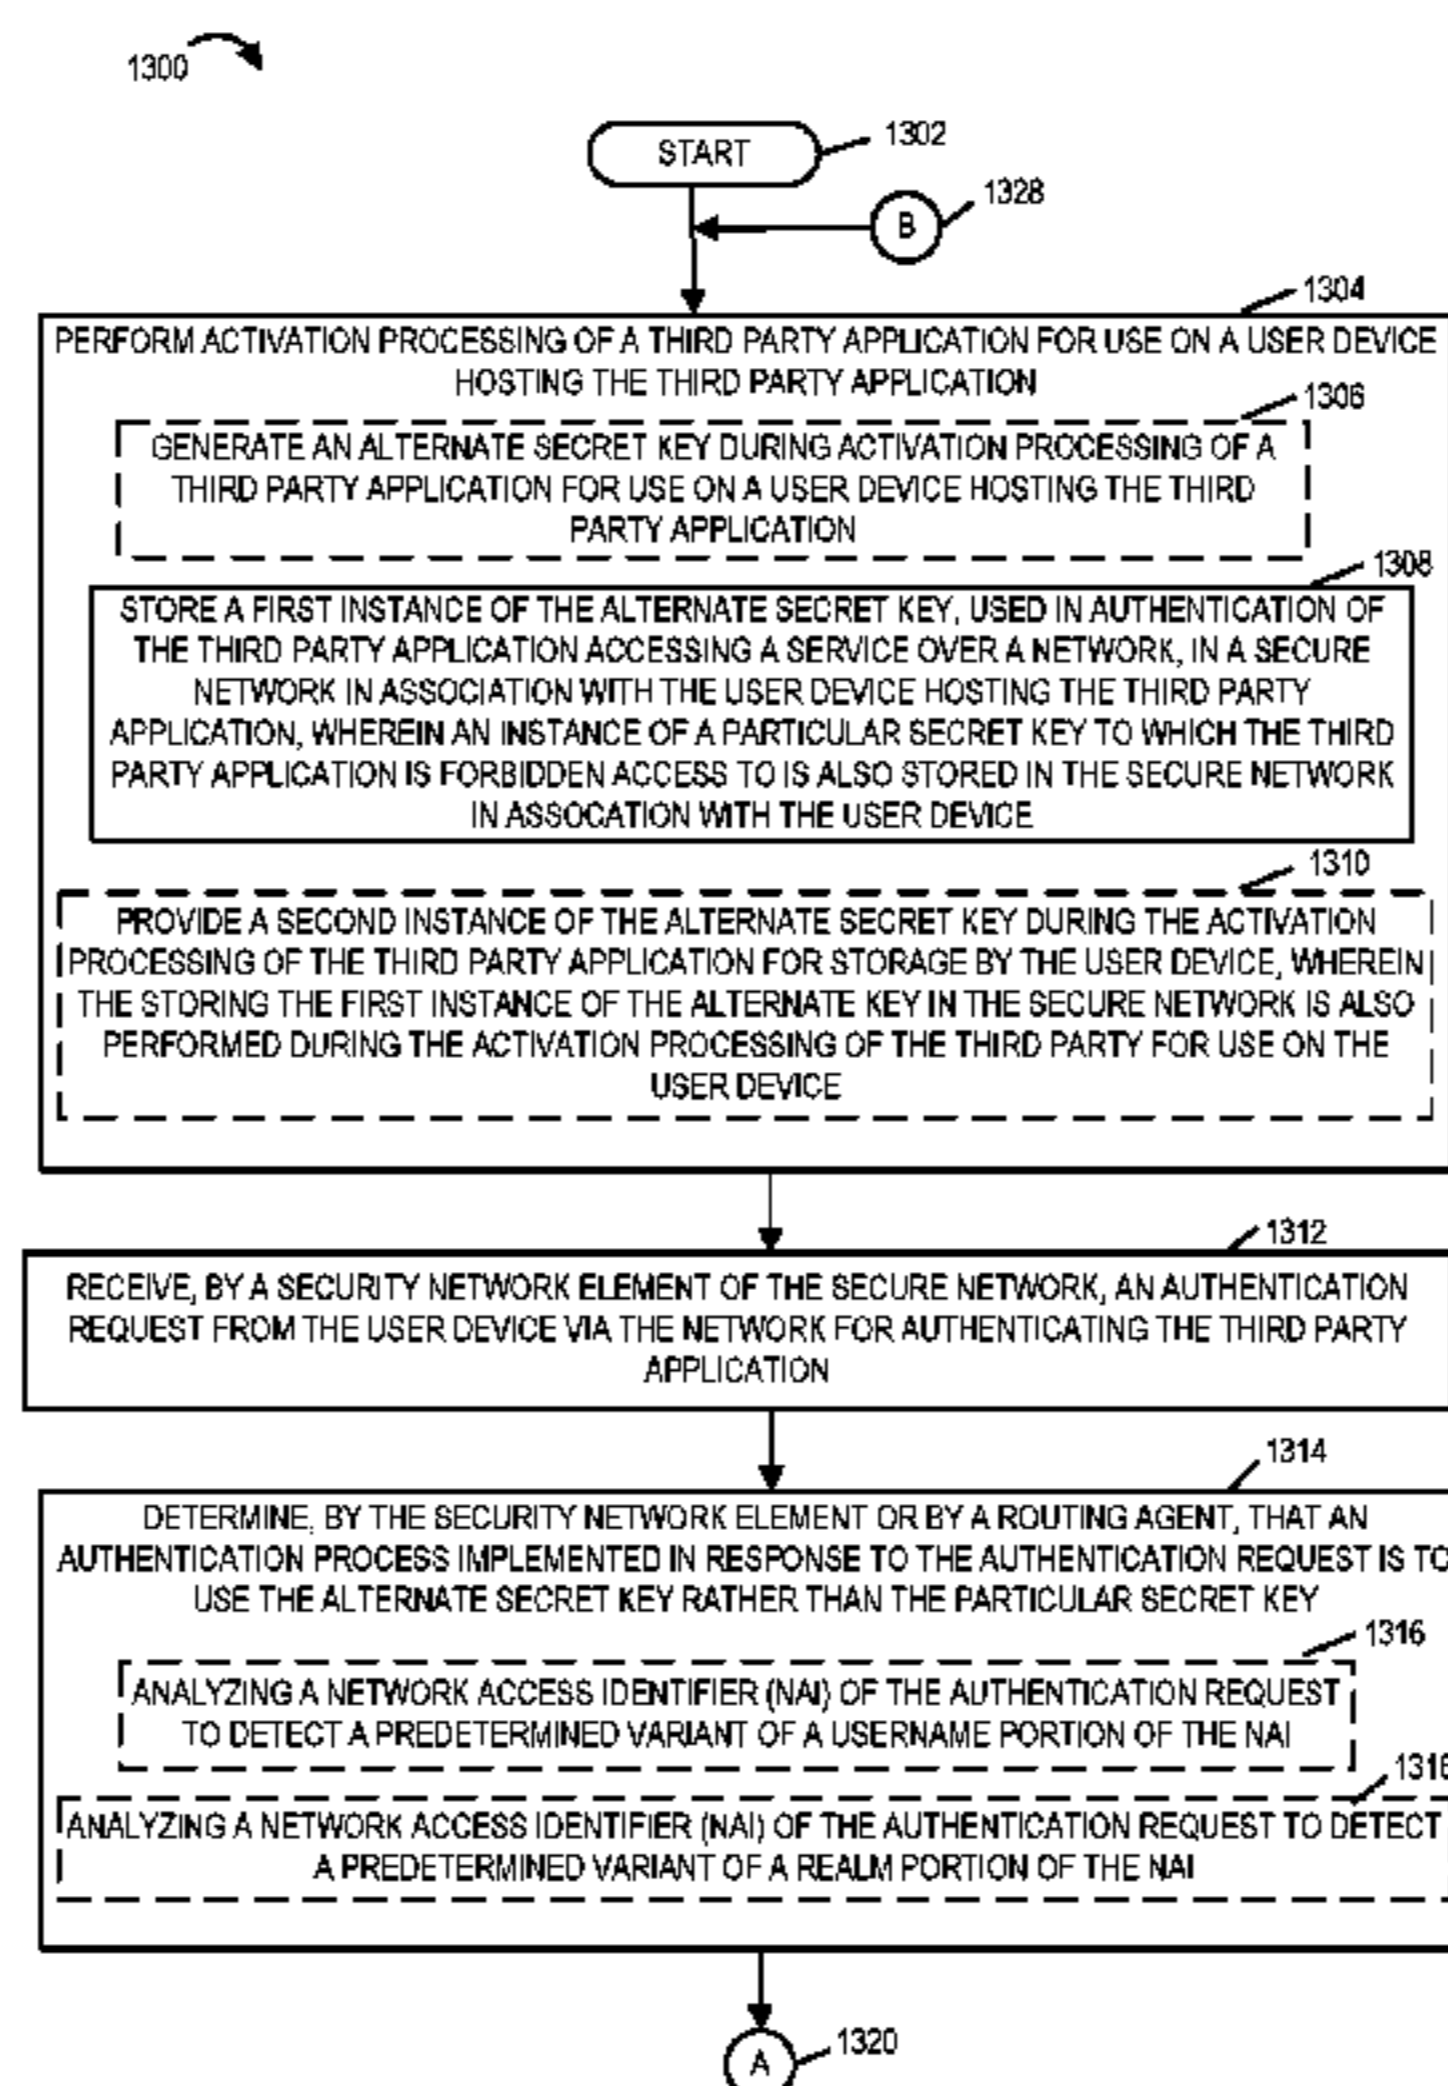 1300
START
1302
B
1328
1304
PERFORM ACTIVATION PROCESSING OF A THIRD PARTY APPLICATION FOR USE ON A USER DEVICE
HOSTING THE THIRD PARTY APPLICATION
1306
GENERATE AN ALTERNATE SECRET KEY DURING ACTIVATION PROCESSING OF A
THIRD PARTY APPLICATION FOR USE ON A USER DEVICE HOSTING THE THIRD
PARTY APPLICATION
1308
STORE A FIRST INSTANCE OF THE ALTERNATE SECRET KEY, USED IN AUTHENTICATION OF
THE THIRD PARTY APPLICATION ACCESSING A SERVICE OVER A NETWORK, IN A SECURE
NETWORK IN ASSOCIATION WITH THE USER DEVICE HOSTING THE THIRD PARTY
APPLICATION, WHEREIN AN INSTANCE OF A PARTICULAR SECRET KEY TO WHICH THE THIRD
PARTY APPLICATION IS FORBIDDEN ACCESS TO IS ALSO STORED IN THE SECURE NETWORK
IN ASSOCATION WITH THE USER DEVICE
1310
PROVIDE A SECOND INSTANCE OF THE ALTERNATE SECRET KEY DURING THE ACTIVATION
PROCESSING OF THE THIRD PARTY APPLICATION FOR STORAGE BY THE USER DEVICE, WHEREIN
THE STORING THE FIRST INSTANCE OF THE ALTERNATE KEY IN THE SECURE NETWORK IS ALSO
PERFORMED DURING THE ACTIVATION PROCESSING OF THE THIRD PARTY FOR USE ON THE
USER DEVICE
1312
RECEIVE, BY A SECURITY NETWORK ELEMENT OF THE SECURE NETWORK, AN AUTHENTICATION
REQUEST FROM THE USER DEVICE VIA THE NETWORK FOR AUTHENTICATING THE THIRD PARTY
APPLICATION
1314
DETERMINE, BY THE SECURITY NETWORK ELEMENT OR BY A ROUTING AGENT, THAT AN
AUTHENTICATION PROCESS IMPLEMENTED IN RESPONSE TO THE AUTHENTICATION REQUEST IS TO
USE THE ALTERNATE SECRET KEY RATHER THAN THE PARTICULAR SECRET KEY
1316
ANALYZING A NETWORK ACCESS IDENTIFIER (NAI) OF THE AUTHENTICATION REQUEST
TO DETECT A PREDETERMINED VARIANT OF A USERNAME PORTION OF THE NAI
ANALYZING A NETWORK ACCESS IDENTIFIER (NAI) OF THE AUTHENTICATION REQUEST TO DETECT
A PREDETERMINED VARIANT OF A REALM PORTION OF THE NAI
A
1320